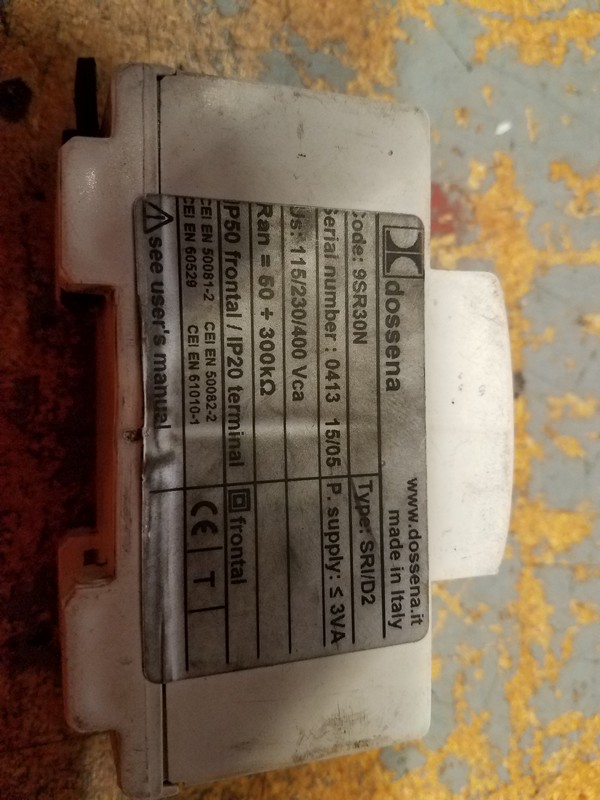 dossena
www.dossena.it
made in Italy
Code: 9SR30N
Type: SRI/D2
Serial number : 0413 15/05
P. supply: ≤ 3VA
Us: 115/230/400 Vca
Ran = 50 ÷ 300kΩ
IP50 frontal / IP20 terminal
frontal
CEI EN 50081-2 CEI EN 50082-2
CEI EN 60529 CEI EN 61010-1
CE T
see user's manual